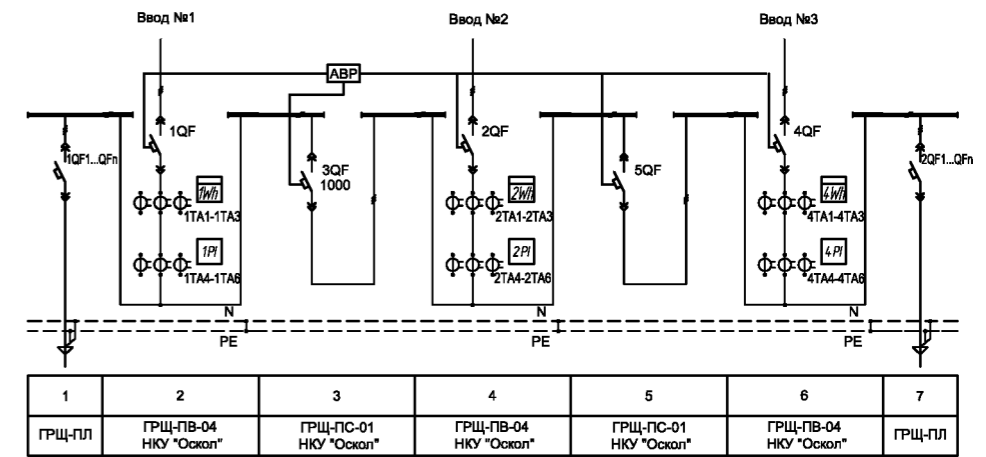 Ввод №1
Ввод №2
Ввод №3
АВР
1QF
2QF
4QF
1QF1...QFn
3QF
1000
5QF
2QF1...QFn
1Wh
2Wh
4Wh
1TA1-1TA3
2TA1-2TA3
4TA1-4TA3
1PI
2PI
4PI
1TA4-1TA6
2TA4-2TA6
4TA4-4TA6
N
N
N
PE
PE
PE
1 2 3 4 5 6 7
ГРЩ-ПЛ
ГРЩ-ПВ-04
НКУ "Оскол"
ГРЩ-ПС-01
НКУ "Оскол"
ГРЩ-ПВ-04
НКУ "Оскол"
ГРЩ-ПС-01
НКУ "Оскол"
ГРЩ-ПВ-04
НКУ "Оскол"
ГРЩ-ПЛ